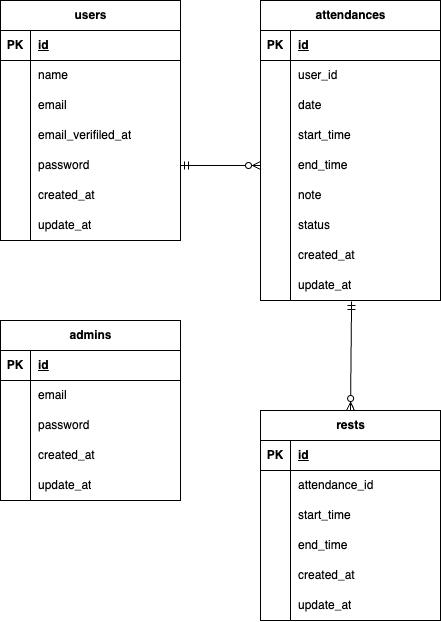 users
PK id
name
email
email_verifiled_at
password
created_at
update_at
attendances
PK id
user_id
date
start_time
end_time
note
status
created_at
update_at
admins
PK id
email
password
created_at
update_at
rests
PK id
attendance_id
start_time
end_time
created_at
update_at